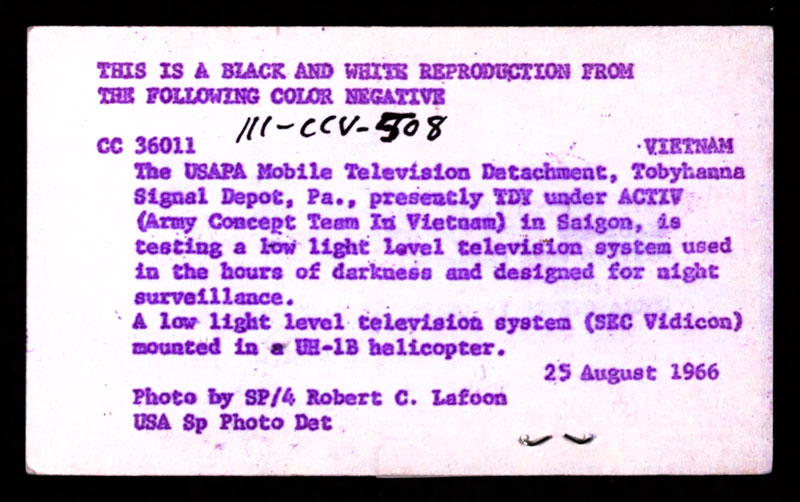 THIS IS A BLACK AND WHITE REPRODUCTION FROM
THE FOLLOWING COLOR NEGATIVE
111-CCV-508
CC 36011 VIETNAM
The USAPA Mobile Television Detachment, Tobyhanna
Signal Depot, Pa., presently TDY under ACTIV
(Army Concept Team In Vietnam) in Saigon, is
testing a low light level television system used
in the hours of darkness and designed for night
surveillance.
A low light level television system (SEC Vidicon)
mounted in a UH-1B helicopter.
25 August 1966
Photo by SP/4 Robert C. Lafoon
USA Sp Photo Det